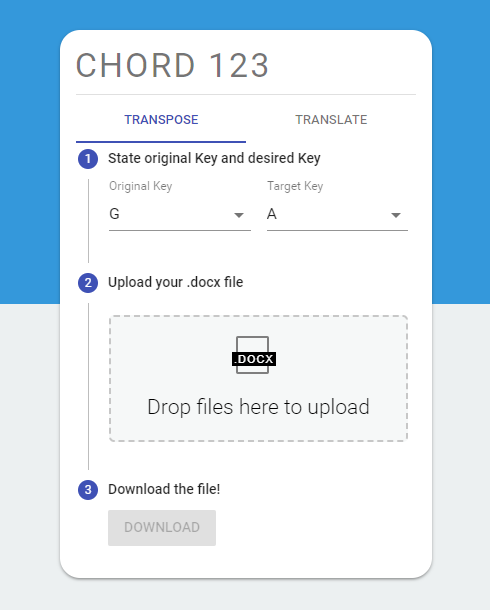 CHORD 123
TRANSPOSE TRANSLATE
1 State original Key and desired Key
Original Key Target Key
G A
2 Upload your .docx file
.DOCX
Drop files here to upload
3 Download the file!
DOWNLOAD